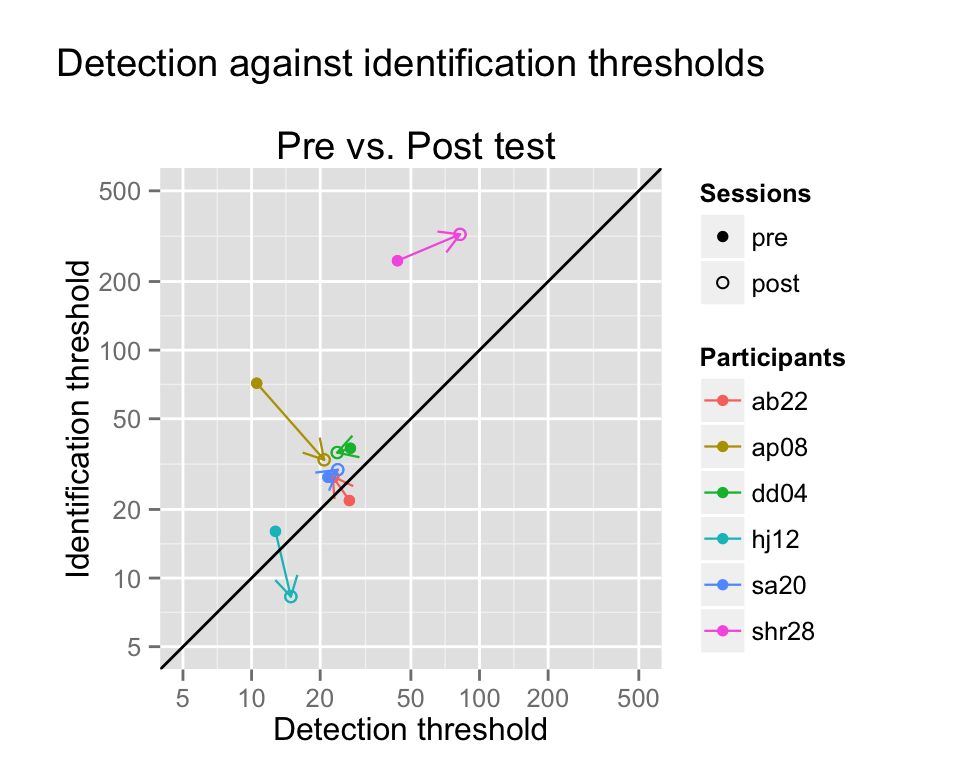 Detection against identification thresholds
Pre vs. Post test
Identification threshold
500
200
100
50
20
10
5
5 10 20 50 100 200 500
Detection threshold
Sessions
pre
post
Participants
ab22
ap08
dd04
hj12
sa20
shr28